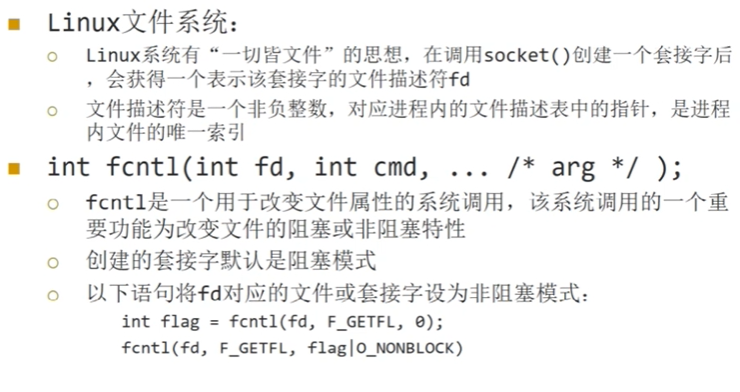 Linux文件系统：
Linux系统有“一切皆文件”的思想，在调用socket()创建一个套接字后
，会获得一个表示该套接字的文件描述符fd
文件描述符是一个非负整数，对应进程内的文件描述表中的指针，是进程
内文件的唯一索引
int fcntl(int fd, int cmd, ... /* arg */ );
fcntl是一个用于改变文件属性的系统调用，该系统调用的一个重
要功能为改变文件的阻塞或非阻塞特性
创建的套接字默认是阻塞模式
以下语句将fd对应的文件或套接字设为非阻塞模式：
int flag = fcntl(fd, F_GETFL, 0);
fcntl(fd, F_GETFL, flag|O_NONBLOCK)